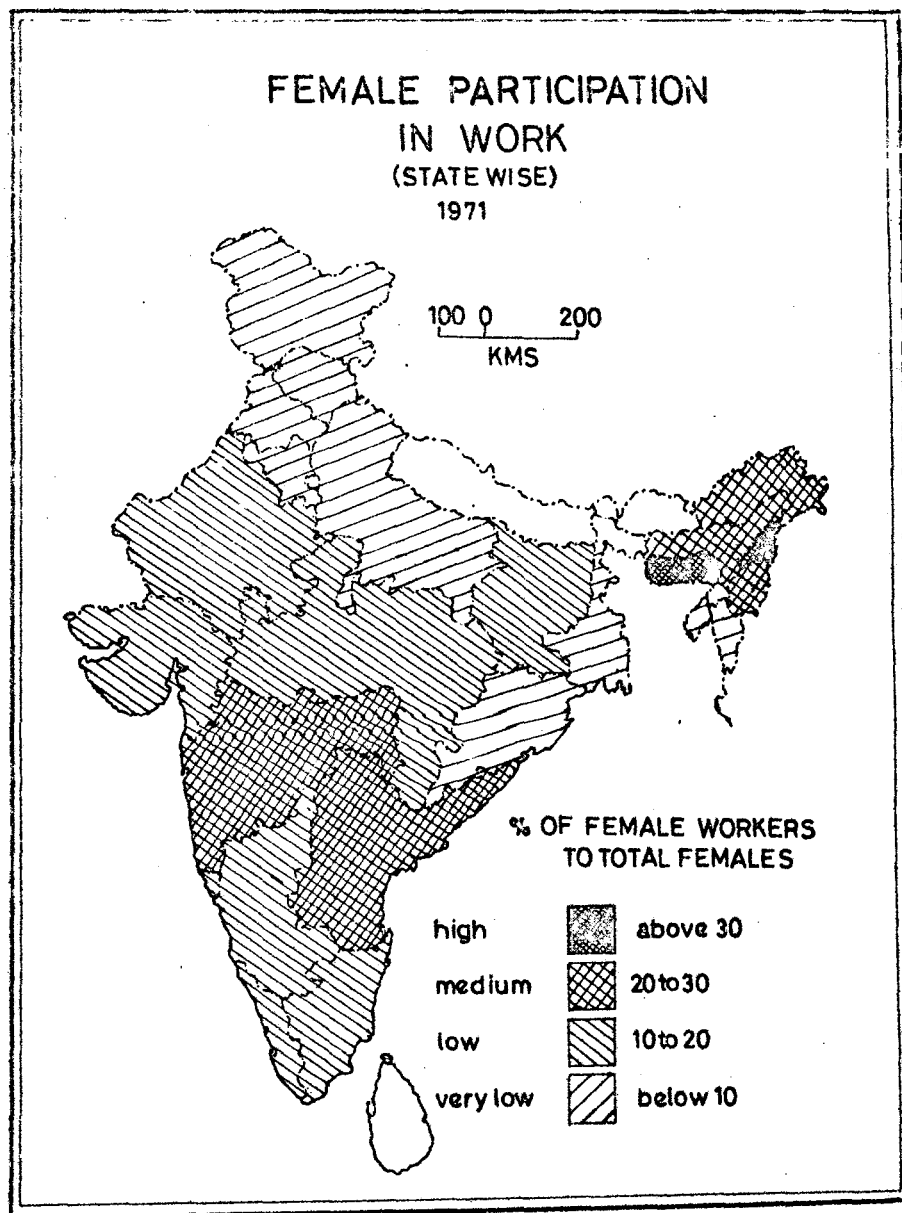 FEMALE PARTICIPATION
IN WORK
(STATE WISE)
1971
100 0 200
KMS
% OF FEMALE WORKERS
TO TOTAL FEMALES
high above 30
medium 20 to 30
low 10 to 20
very low below 10